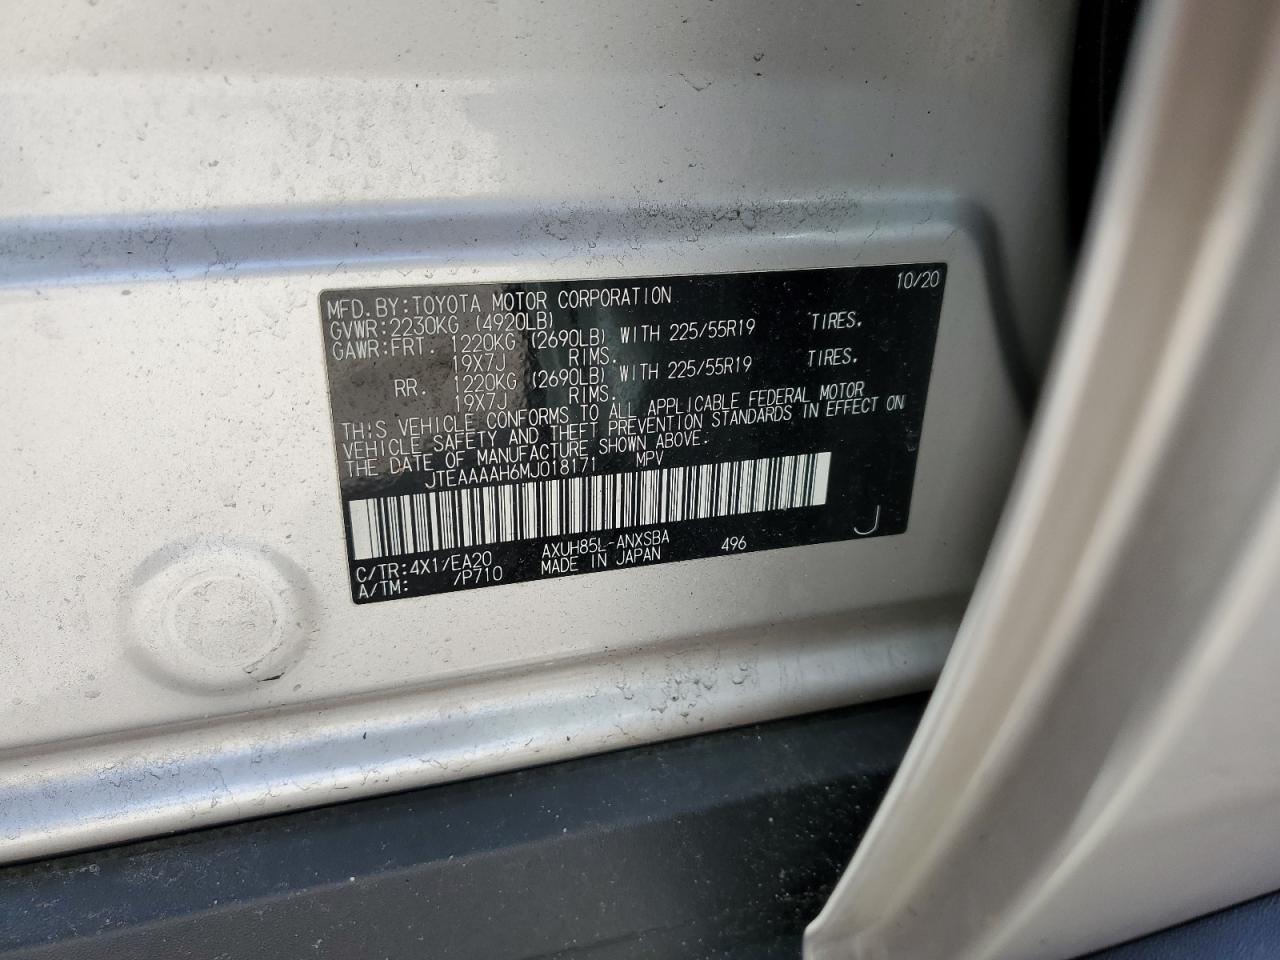 MFD.BY:TOYOTA MOTOR CORPORATION 10/20
GVWR:2230KG (4920LB)
GAWR:FRT. 1220KG (2690LB) WITH 225/55R19 TIRES,
19X7J RIMS.
RR. 1220KG (2690LB) WITH 225/55R19 TIRES,
19X7J RIMS.
THIS VEHICLE CONFORMS TO ALL APPLICABLE FEDERAL MOTOR
VEHICLE SAFETY AND THEFT PREVENTION STANDARDS IN EFFECT ON
THE DATE OF MANUFACTURE SHOWN ABOVE.
JTEAAAAH6MJ018171 MPV
C/TR:4X1/EA20 AXUH85L-ANXSBA 496 J
A/TM: /P710 MADE IN JAPAN